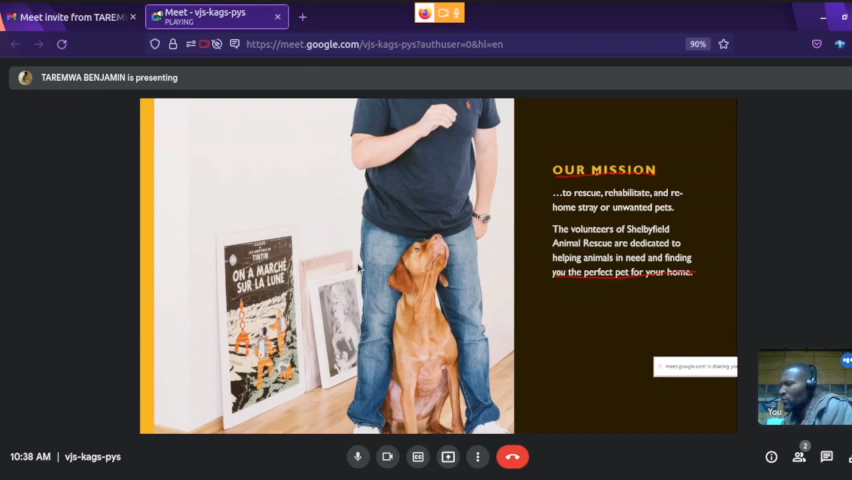 Meet invite from TAREM
Meet - vjs-kags-pys
PLAYING
https://meet.google.com/vjs-kags-pys?authuser=0&hl=en
90%
TAREMWA BENJAMIN is presenting
OUR MISSION
...to rescue, rehabilitate, and re-
home stray or unwanted pets.
The volunteers of Shelbyfield
Animal Rescue are dedicated to
helping animals in need and finding
you the perfect pet for your home.
TINTIN
ON A MARCHÉ
SUR LA LUNE
meet.google.com is sharing you
You
10:38 AM | vjs-kags-pys
2